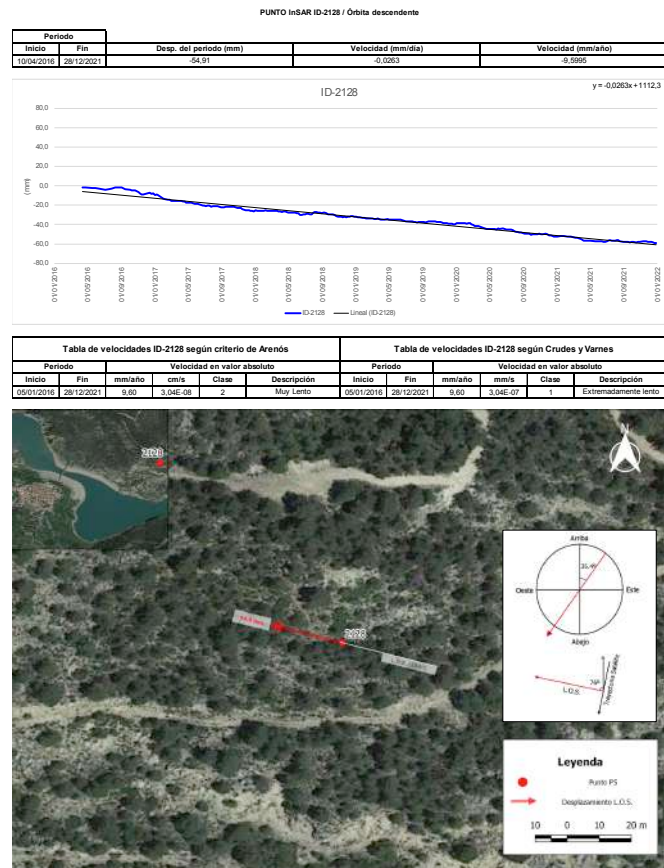 PUNTO InSAR ID-2128 / Órbita descendente
Periodo
Inicio Fin Desp. del periodo (mm) Velocidad (mm/día) Velocidad (mm/año)
10/04/2016 28/12/2021 -54,91 -0,0263 -9,5995
ID-2128
y = -0,0263x + 1112,3
80,0
60,0
40,0
20,0
0,0
-20,0
-40,0
-60,0
-80,0
(mm)
01/01/2016 01/05/2016 01/09/2016 01/01/2017 01/05/2017 01/09/2017 01/01/2018 01/05/2018 01/09/2018 01/01/2019 01/05/2019 01/09/2019 01/01/2020 01/05/2020 01/09/2020 01/01/2021 01/05/2021 01/09/2021 01/01/2022
ID-2128 Lineal (ID-2128)
Tabla de velocidades ID-2128 según criterio de Arenós Tabla de velocidades ID-2128 según Crudes y Varnes
Periodo Velocidad en valor absoluto Periodo Velocidad en valor absoluto
Inicio Fin mm/año cm/s Clase Descripción Inicio Fin mm/año mm/s Clase Descripción
05/01/2016 28/12/2021 9,60 3,04E-08 2 Muy Lento 05/01/2016 28/12/2021 9,60 3,04E-07 1 Extremadamente lento
2128
N
2128
Arriba
Oeste
Este
Abajo
L.O.S.
Trayectoria Satélite
Leyenda
Punto PS
Desplazamiento L.O.S.
10 0 10 20 m